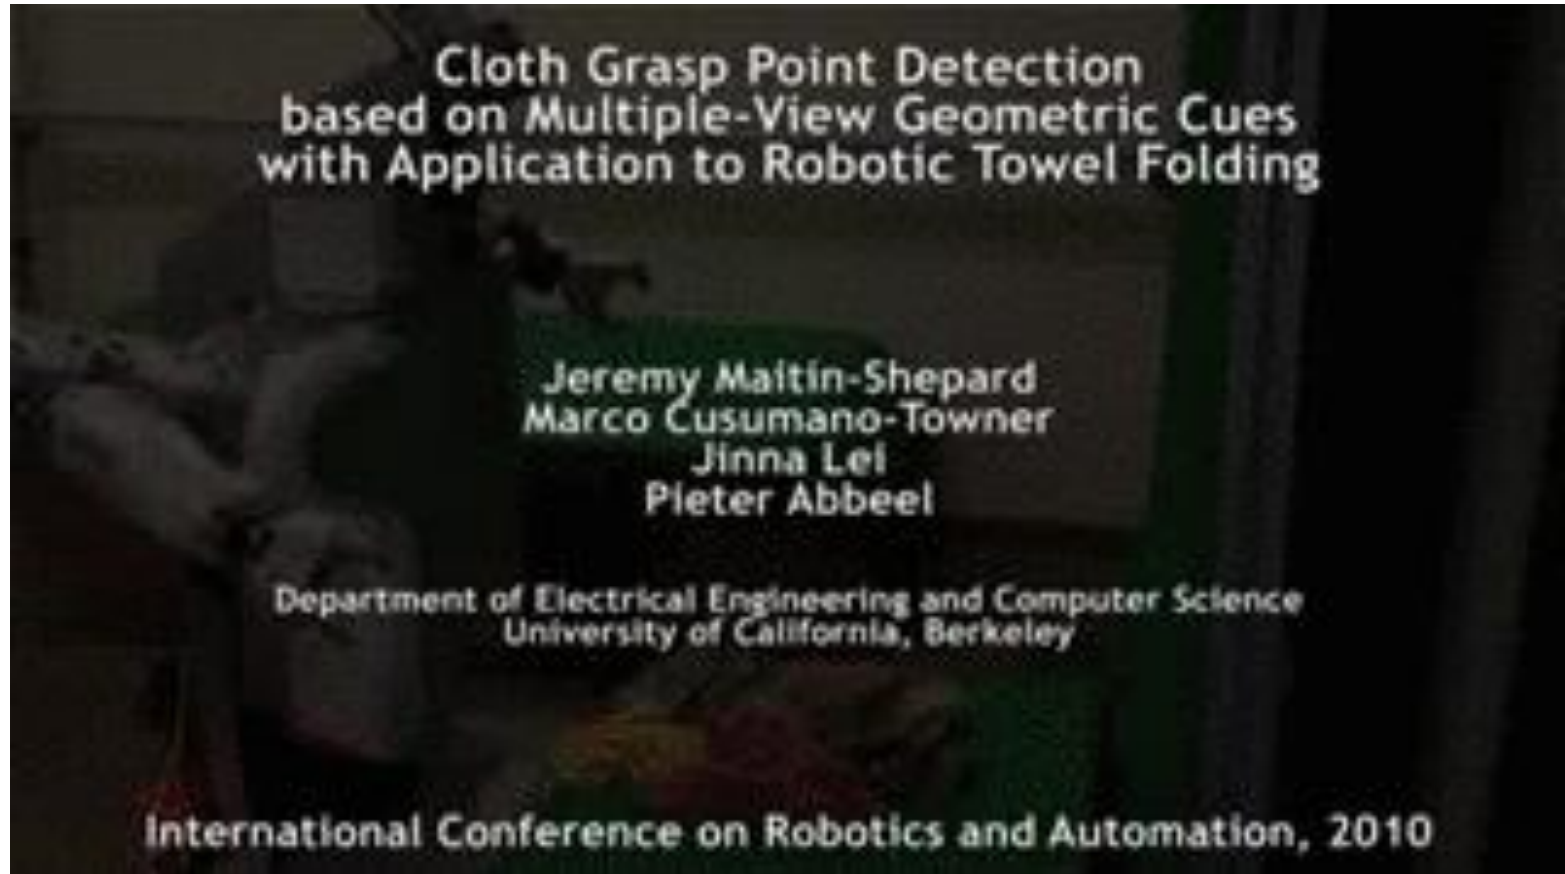 Cloth Grasp Point Detection
based on Multiple-View Geometric Cues
with Application to Robotic Towel Folding
Jeremy Maitin-Shepard
Marco Cusumano-Towner
Jinna Lei
Pieter Abbeel
Department of Electrical Engineering and Computer Science
University of California, Berkeley
International Conference on Robotics and Automation, 2010